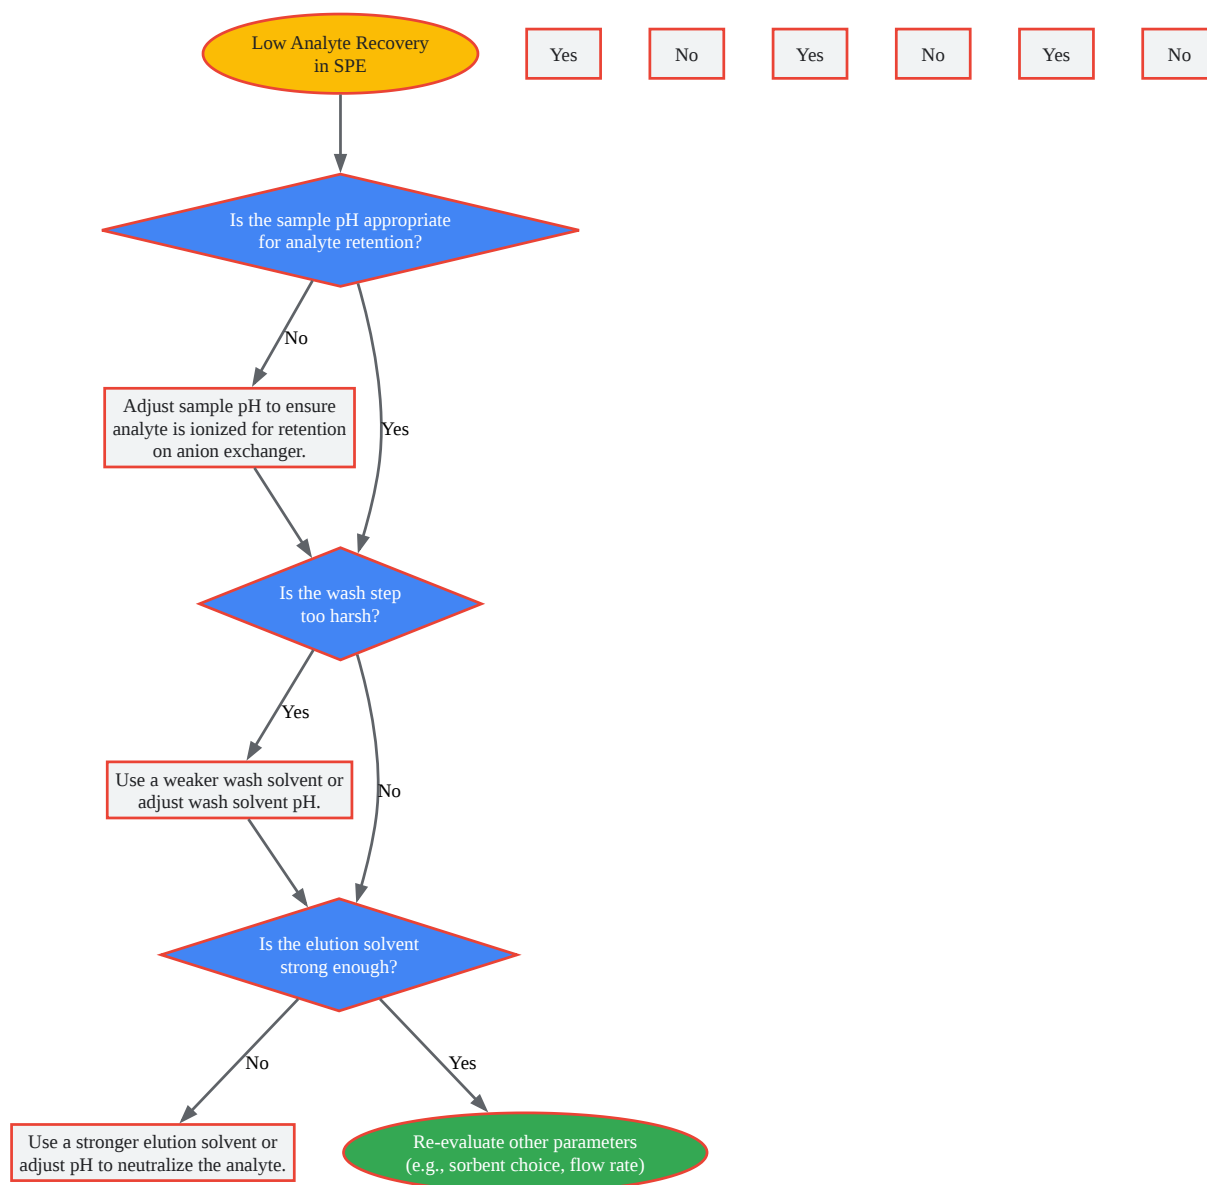 Low Analyte Recovery
in SPE
Yes
No
Yes
No
Yes
No
Is the sample pH appropriate
for analyte retention?
No
Adjust sample pH to ensure
analyte is ionized for retention
on anion exchanger.
Yes
Is the wash step
too harsh?
Yes
Use a weaker wash solvent or
adjust wash solvent pH.
No
Is the elution solvent
strong enough?
No
Yes
Use a stronger elution solvent or
adjust pH to neutralize the analyte.
Re-evaluate other parameters
(e.g., sorbent choice, flow rate)